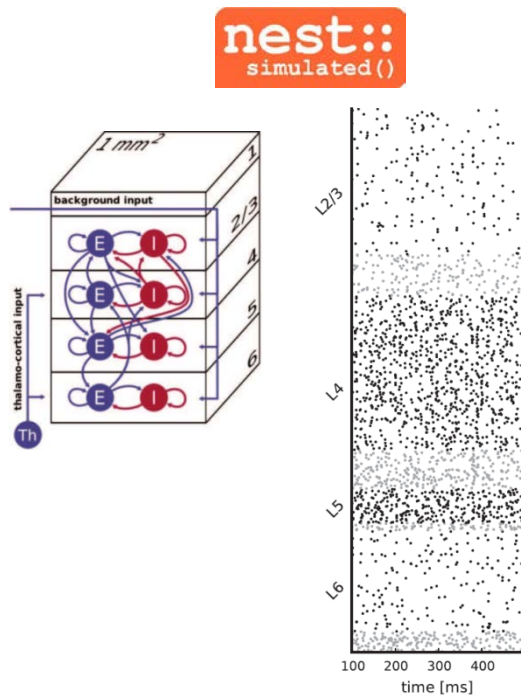 nest::
simulated()
1 mm²
1
background input
2/3
E I
4
E I
5
E I
6
E I
thalamo-cortical input
Th
L2/3
L4
L5
L6
100 200 300 400
time [ms]